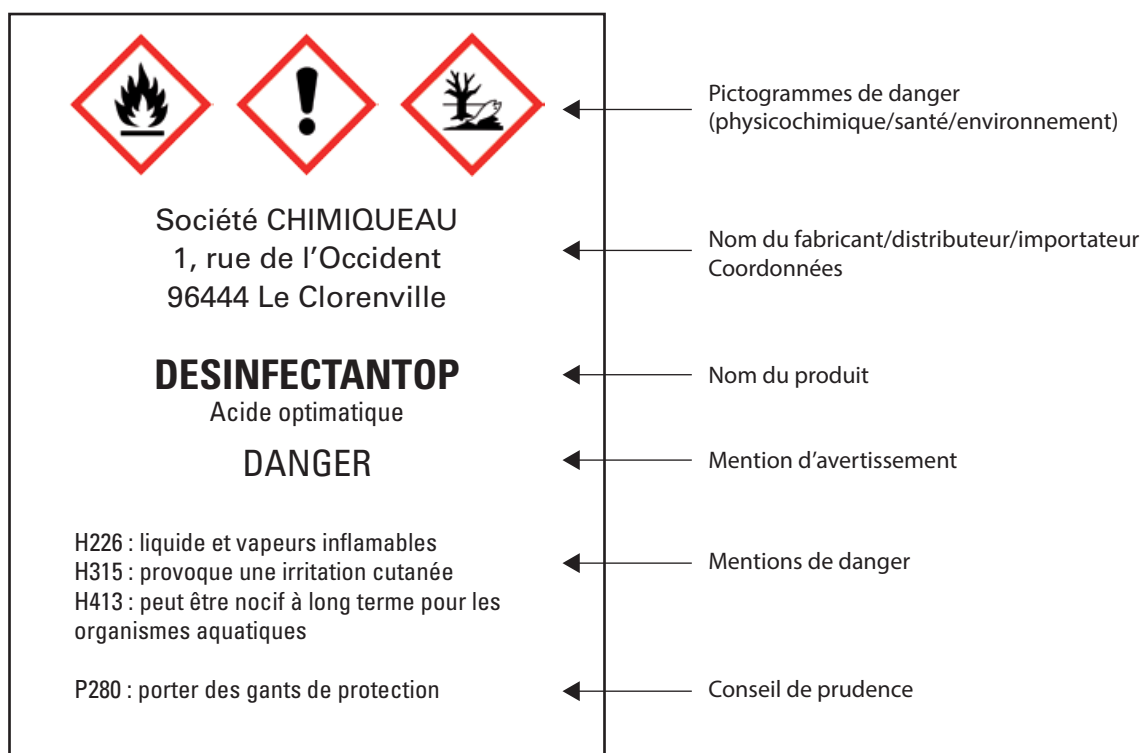 Pictogrammes de danger
(physicochimique/santé/environnement)
Société CHIMIQUEAU
1, rue de l'Occident
96444 Le Clorenville
Nom du fabricant/distributeur/importateur
Coordonnées
DESINFECTANTOP
Acide optimatique
Nom du produit
DANGER
Mention d'avertissement
H226 : liquide et vapeurs inflamables
H315 : provoque une irritation cutanée
H413 : peut être nocif à long terme pour les
organismes aquatiques
Mentions de danger
P280 : porter des gants de protection
Conseil de prudence